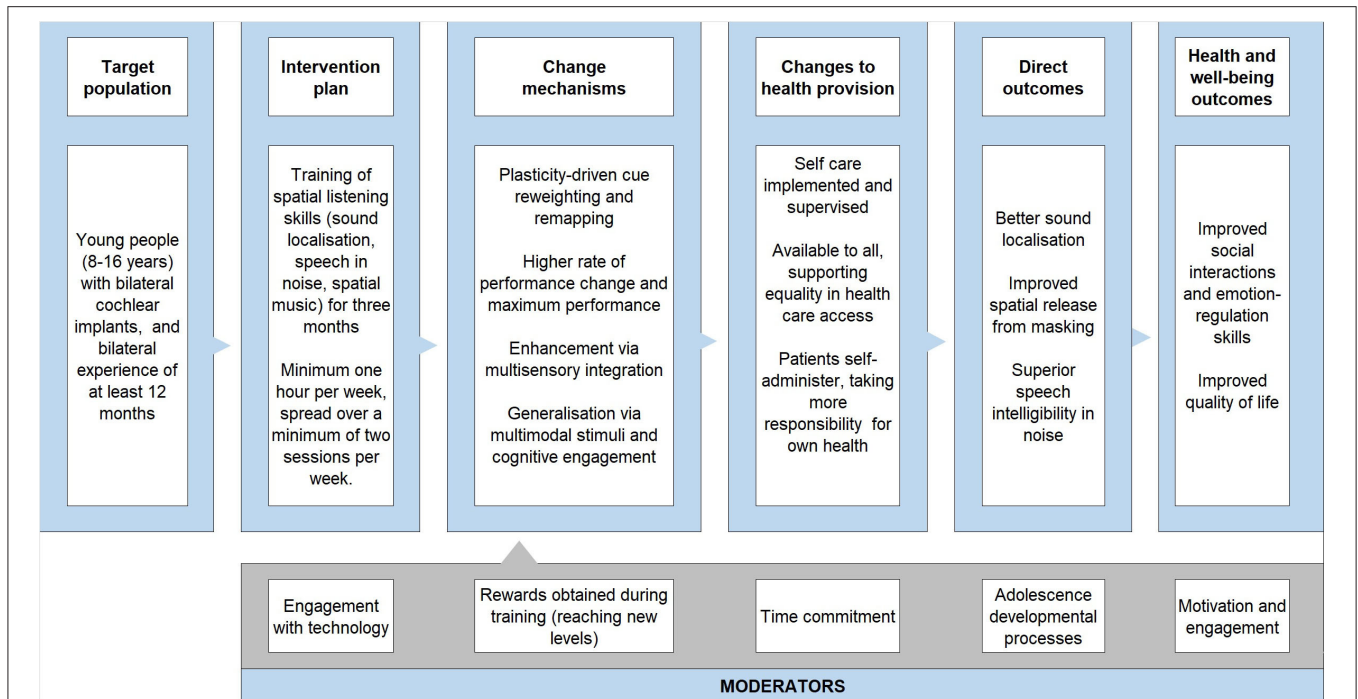 Target
population
Intervention
plan
Change
mechanisms
Changes to
health provision
Direct
outcomes
Health and
well-being
outcomes
Young people
(8-16 years)
with bilateral
cochlear
implants, and
bilateral
experience of
at least 12
months
Training of
spatial listening
skills (sound
localisation,
speech in
noise, spatial
music) for three
months
Minimum one
hour per week,
spread over a
minimum of two
sessions per
week.
Plasticity-driven cue
reweighting and
remapping
Higher rate of
performance change and
maximum performance
Enhancement via
multisensory integration
Generalisation via
multimodal stimuli and
cognitive engagement
Self care
implemented and
supervised
Available to all,
supporting
equality in health
care access
Patients self-
administer, taking
more
responsibility for
own health
Better sound
localisation
Improved
spatial release
from masking
Superior
speech
intelligibility in
noise
Improved
social
interactions
and emotion-
regulation
skills
Improved
quality of life
Engagement
with technology
Rewards obtained during
training (reaching new
levels)
Time commitment
Adolescence
developmental
processes
Motivation and
engagement
MODERATORS